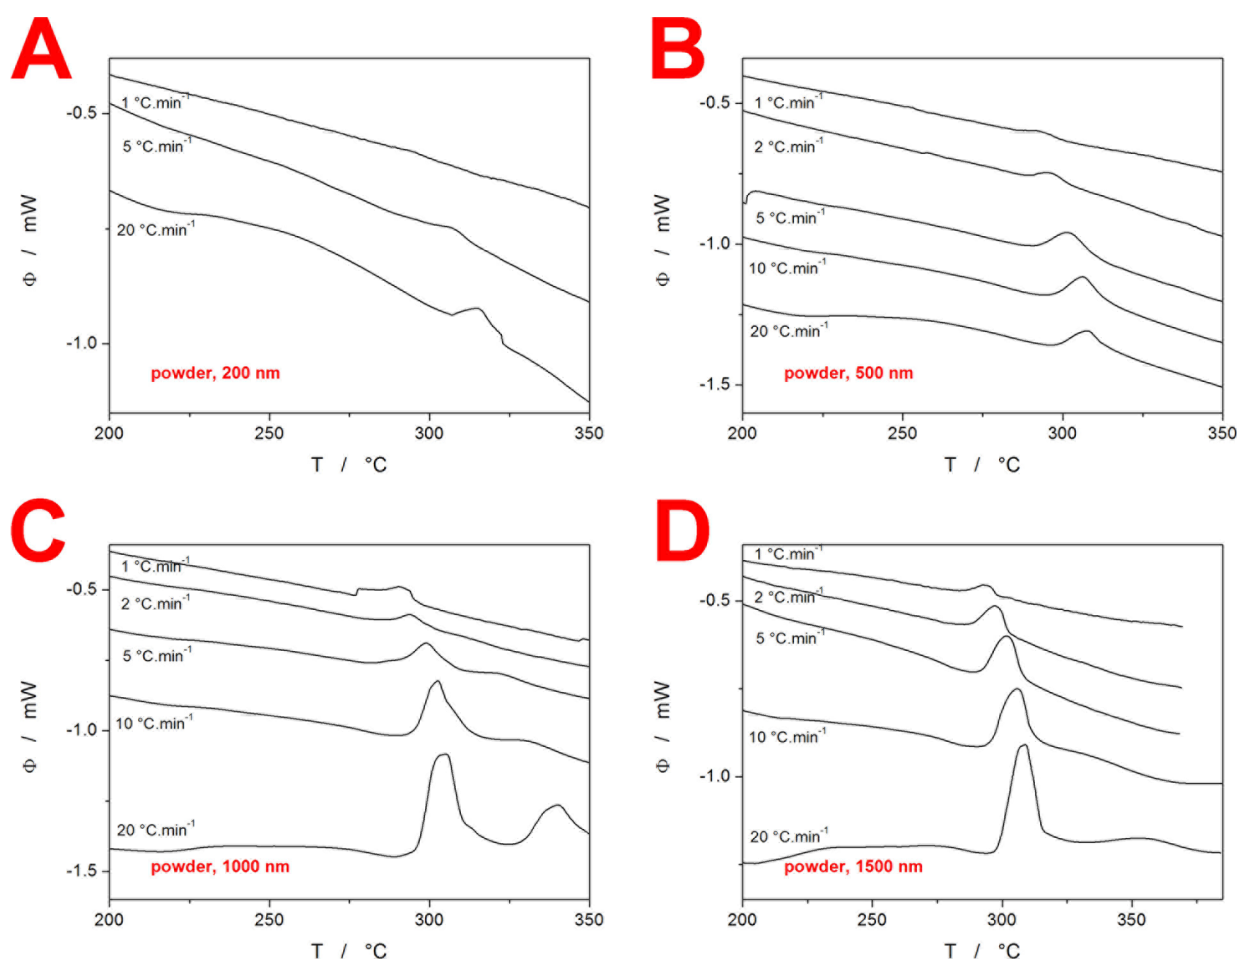 A
-0.5
-1.0
Φ / mW
1 °C.min⁻¹
5 °C.min⁻¹
20 °C.min⁻¹
powder, 200 nm
200 250 300 350
T / °C
B
-0.5
-1.0
-1.5
Φ / mW
1 °C.min⁻¹
2 °C.min⁻¹
5 °C.min⁻¹
10 °C.min⁻¹
20 °C.min⁻¹
powder, 500 nm
200 250 300 350
T / °C
C
-0.5
-1.0
-1.5
Φ / mW
1 °C.min⁻¹
2 °C.min⁻¹
5 °C.min⁻¹
10 °C.min⁻¹
20 °C.min⁻¹
powder, 1000 nm
200 250 300 350
T / °C
D
-0.5
-1.0
Φ / mW
1 °C.min⁻¹
2 °C.min⁻¹
5 °C.min⁻¹
10 °C.min⁻¹
20 °C.min⁻¹
powder, 1500 nm
200 250 300 350
T / °C